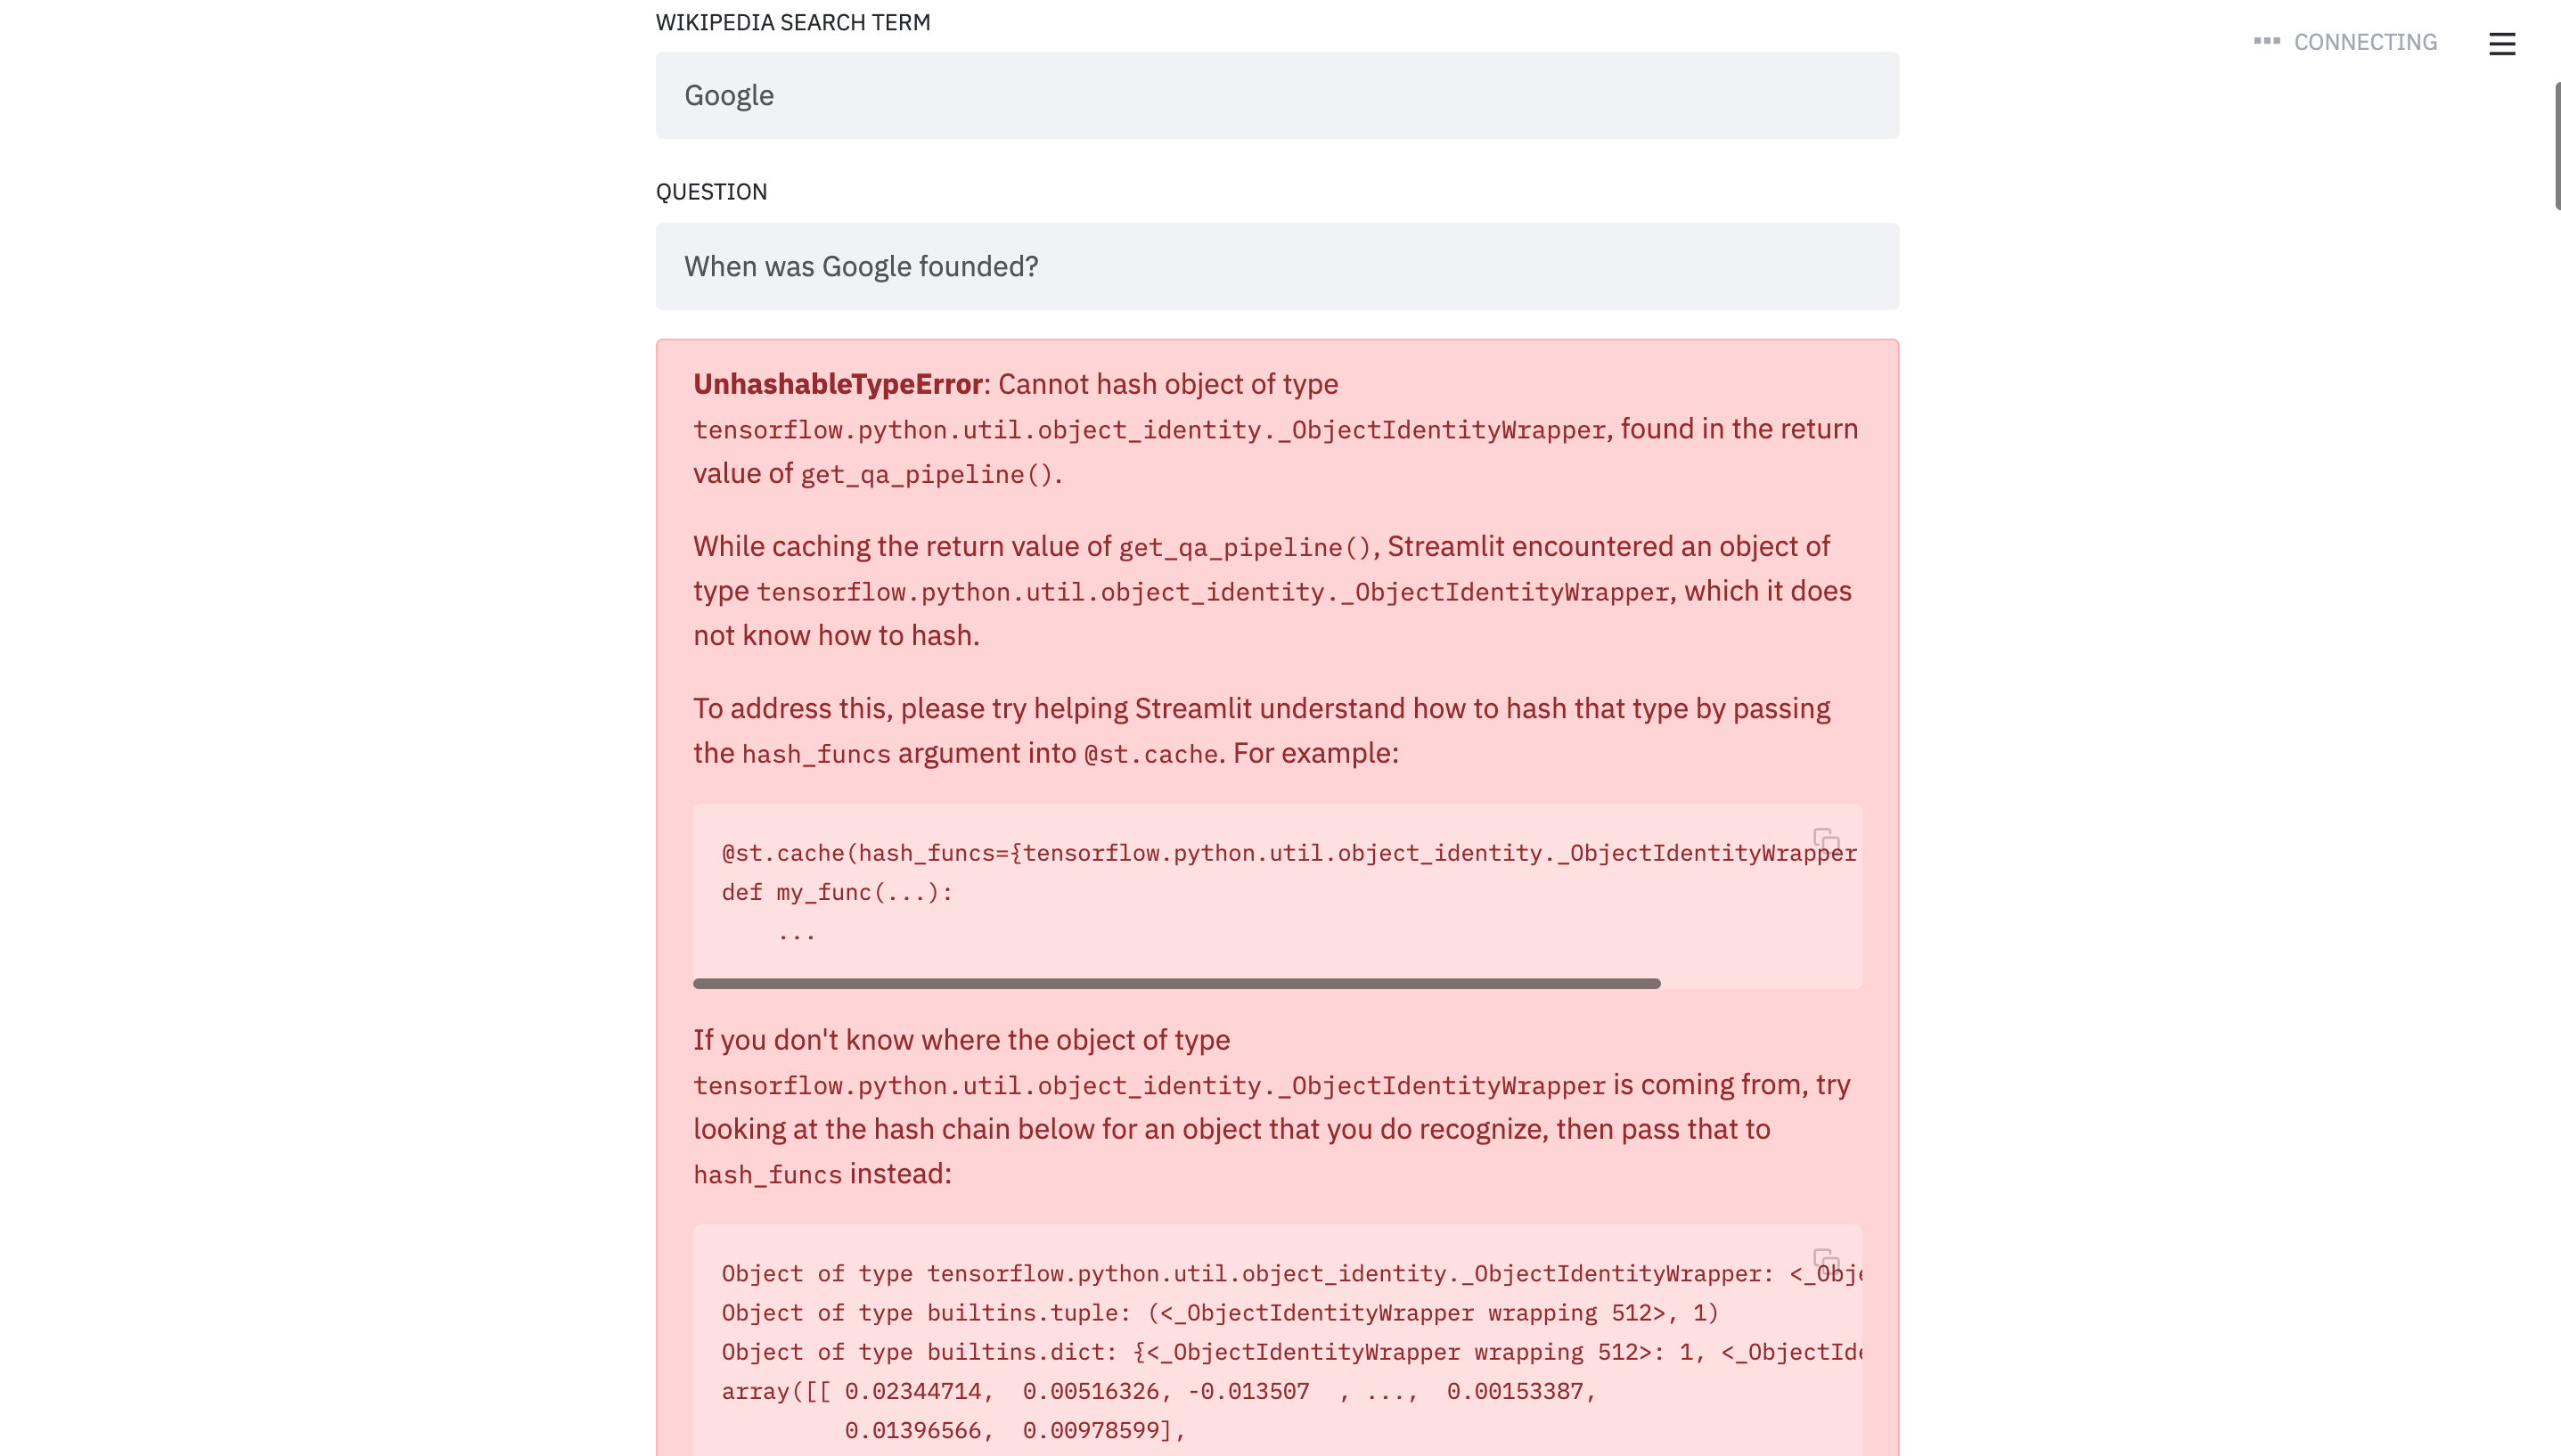 WIKIPEDIA SEARCH TERM
CONNECTING
Google
QUESTION
When was Google founded?
UnhashableTypeError: Cannot hash object of type
tensorflow.python.util.object_identity._ObjectIdentityWrapper, found in the return
value of get_qa_pipeline().
While caching the return value of get_qa_pipeline(), Streamlit encountered an object of
type tensorflow.python.util.object_identity._ObjectIdentityWrapper, which it does
not know how to hash.
To address this, please try helping Streamlit understand how to hash that type by passing
the hash_funcs argument into @st.cache. For example:
@st.cache(hash_funcs={tensorflow.python.util.object_identity._ObjectIdentityWrapper
def my_func(...):
    ...
If you don't know where the object of type
tensorflow.python.util.object_identity._ObjectIdentityWrapper is coming from, try
looking at the hash chain below for an object that you do recognize, then pass that to
hash_funcs instead:
Object of type tensorflow.python.util.object_identity._ObjectIdentityWrapper: <_Obje
Object of type builtins.tuple: (<_ObjectIdentityWrapper wrapping 512>, 1)
Object of type builtins.dict: {<_ObjectIdentityWrapper wrapping 512>: 1, <_ObjectIde
array([[ 0.02344714,  0.00516326, -0.013507  , ...,  0.00153387,
         0.01396566,  0.00978599],